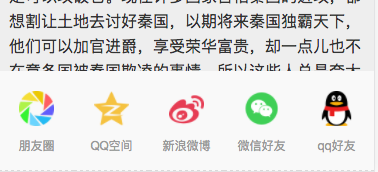 想割让土地去讨好秦国，以期将来秦国独霸天下，
他们可以加官进爵，享受荣华富贵，却一点儿也不
在意各国被秦国欺凌的事情。所以这些人总是夸大
朋友圈
QQ空间
新浪微博
微信好友
qq好友